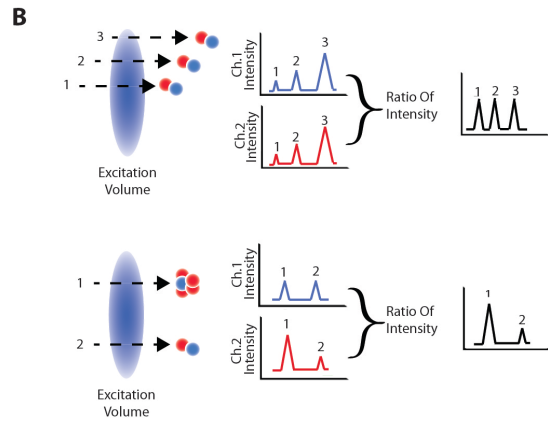 B
3
2
1
Excitation
Volume
Ch.1
Intensity
1 2 3
Ch.2
Intensity
1 2 3
Ratio Of
Intensity
1 2 3
1
2
Excitation
Volume
Ch.1
Intensity
1 2
Ch.2
Intensity
1 2
Ratio Of
Intensity
1 2